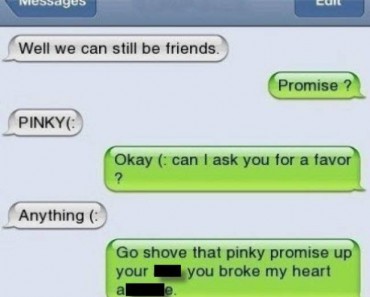 Messages
Edit
Well we can still be friends.
Promise ?
PINKY(:
Okay (: can I ask you for a favor
?
Anything (:
Go shove that pinky promise up
your you broke my heart
a e.